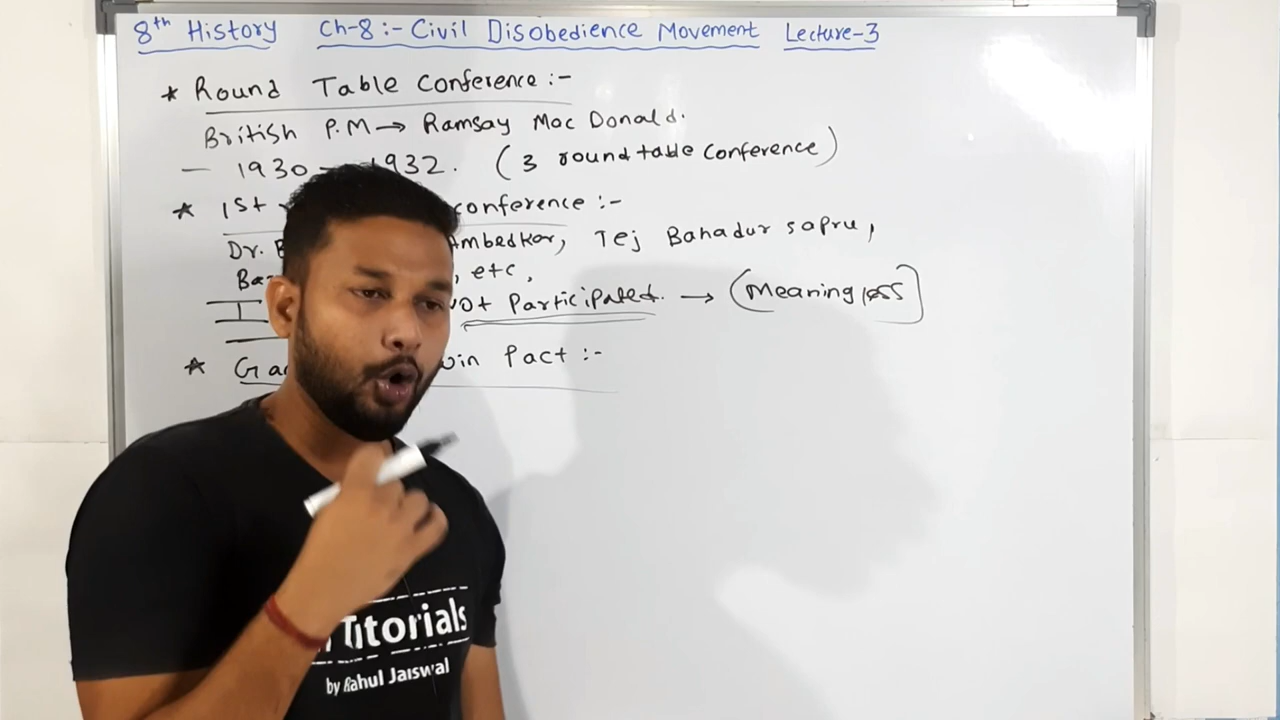 8th History Ch-8:- Civil Disobedience Movement Lecture-3
* Round Table Conference :-
British P.M → Ramsay Mac Donald.
— 1930 — 1932. (3 round table Conference)
* 1st conference :-
Dr. Ambedkar, Tej Bahadur Sapru,
, etc,
Not Participated. → (Meaningless)
* Pact :-
Tutorials
by Rahul Jaiswal